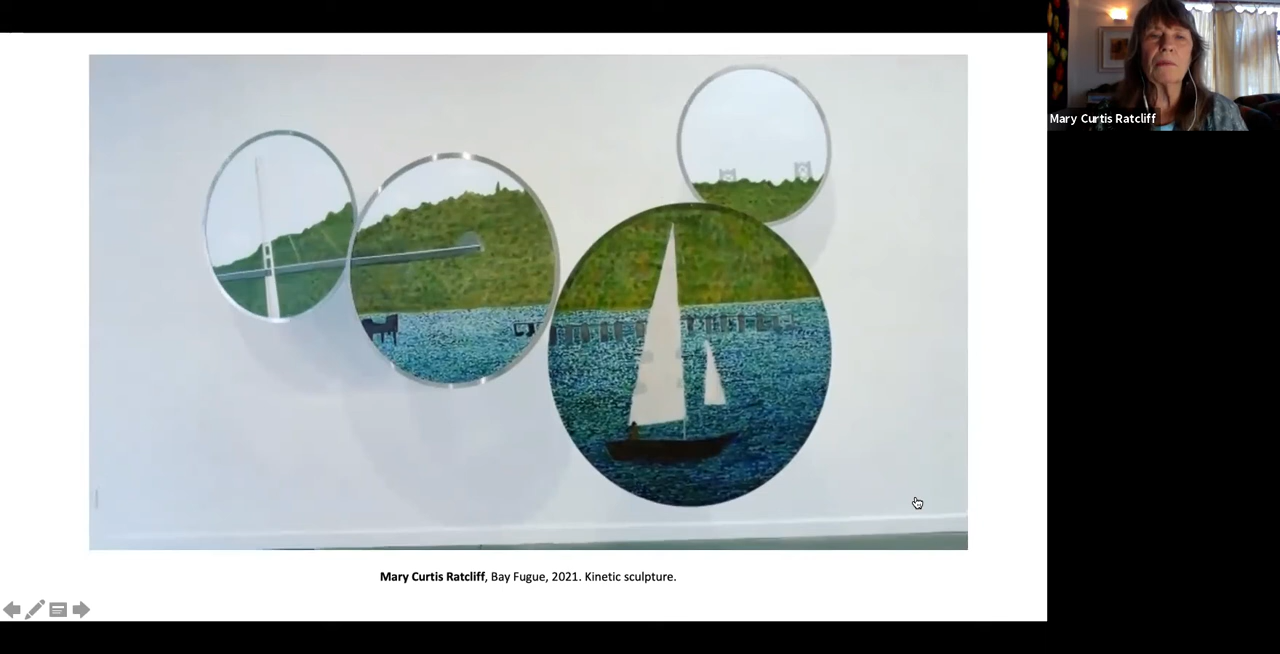 Mary Curtis Ratcliff
Mary Curtis Ratcliff, Bay Fugue, 2021. Kinetic sculpture.